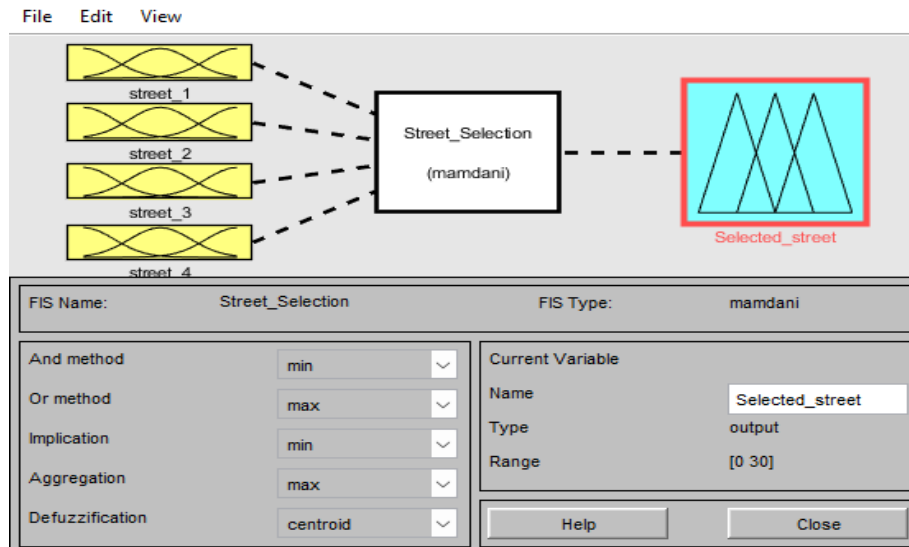 File Edit View
street_1
street_2
street_3
street_4
Street_Selection
(mamdani)
Selected_street
FIS Name: Street_Selection FIS Type: mamdani
And method min
Or method max
Implication min
Aggregation max
Defuzzification centroid
Current Variable
Name Selected_street
Type output
Range [0 30]
Help Close